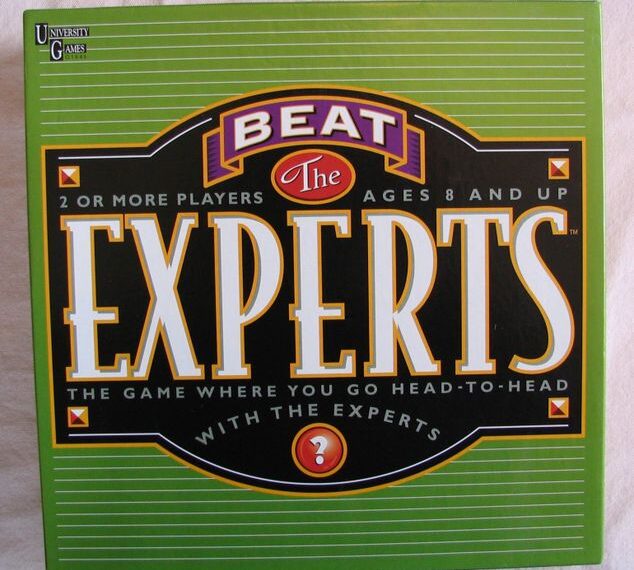 UNIVERSITY
GAMES
BEAT
The
2 OR MORE PLAYERS
AGES 8 AND UP
EXPERTS™
THE GAME WHERE YOU GO HEAD-TO-HEAD
WITH THE EXPERTS
?